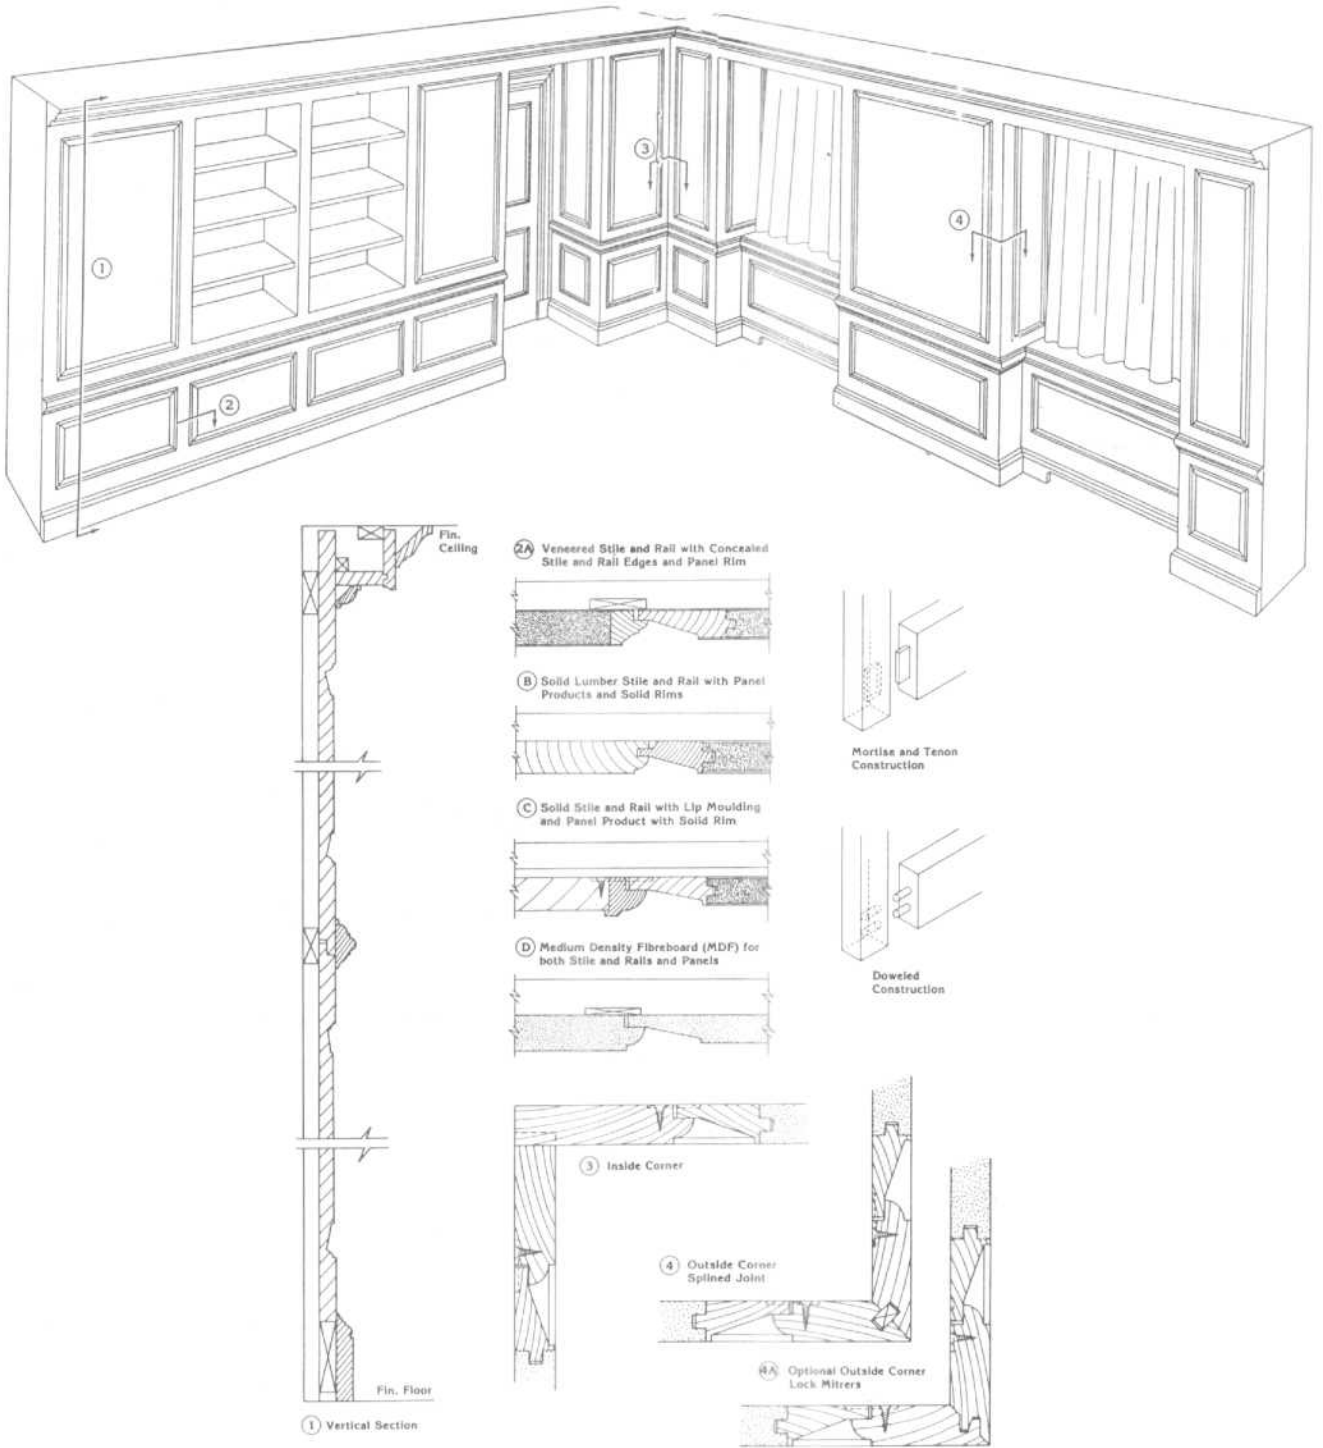 1
2
3
4
Fin.
Ceiling
2A Veneered Stile and Rail with Concealed
Stile and Rail Edges and Panel Rim
B Solid Lumber Stile and Rail with Panel
Products and Solid Rims
Mortise and Tenon
Construction
C Solid Stile and Rail with Lip Moulding
and Panel Product with Solid Rim
D Medium Density Fibreboard (MDF) for
both Stile and Rails and Panels
Doweled
Construction
3 Inside Corner
4 Outside Corner
Splined Joint
4A Optional Outside Corner
Lock Mitrers
Fin. Floor
1 Vertical Section